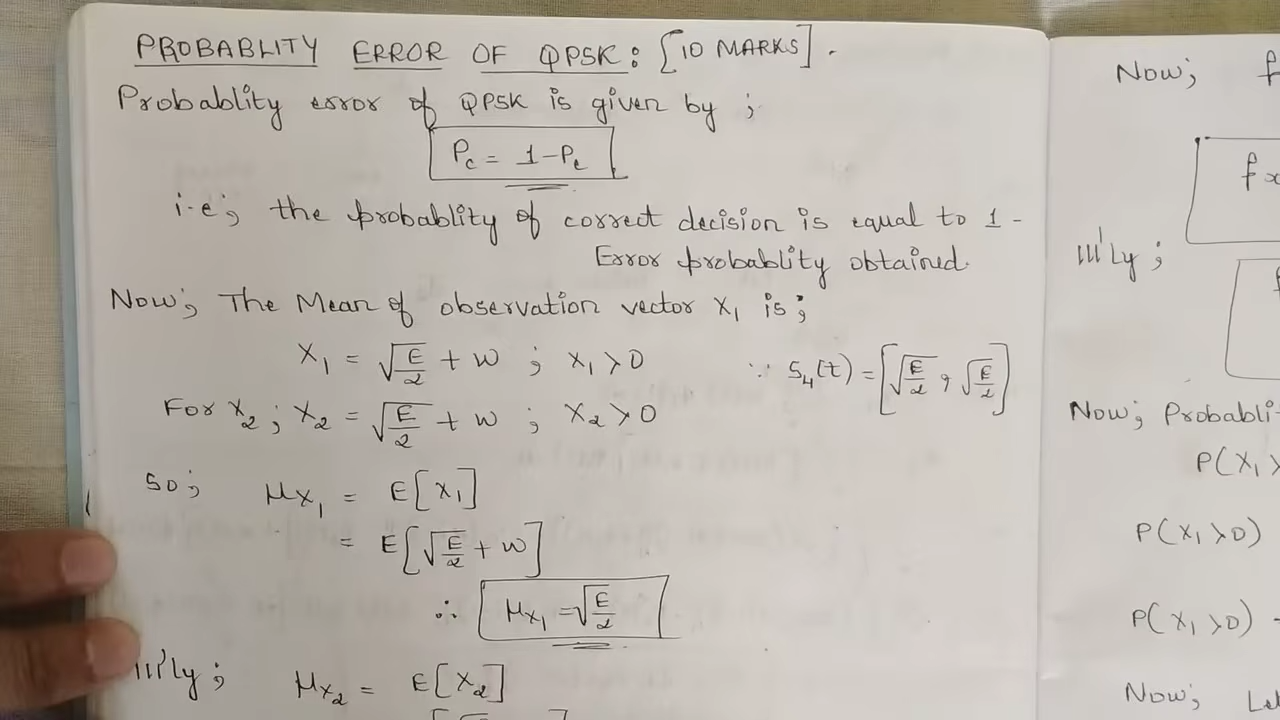 PROBABLITY ERROR OF QPSK: [10 MARKS].
Probablity error of QPSK is given by ;
Pc = 1-Pe
i.e; the probablity of correct decision is equal to 1 -
Error probablity obtained.
Now; The Mean of observation vector X₁ is;
X₁ = √(E/2) + W ; X₁ > 0 ∵ S₄(t) = [√(E/2) , √(E/2)]
For X₂ ; X₂ = √(E/2) + W ; X₂ > 0
So; μx₁ = E[X₁]
= E[√(E/2) + W]
∴ μx₁ = √(E/2)
lll'ly ; μx₂ = E[X₂]
Now;
lll'ly ;
Now; Probabli-
P(X₁ >
P(X₁ > 0)
P(X₁ > 0)
Now;